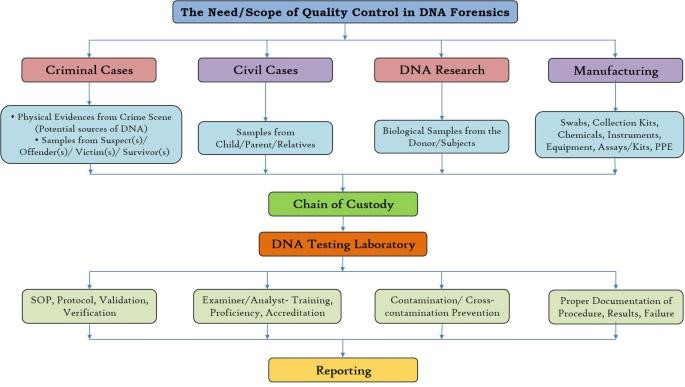 The Need/Scope of Quality Control in DNA Forensics
Criminal Cases
Civil Cases
DNA Research
Manufacturing
• Physical Evidences from Crime Scene
(Potential sources of DNA)
• Samples from Suspect(s)/
Offender(s)/ Victim(s)/ Survivor(s)
Samples from
Child/Parent/Relatives
Biological Samples from the
Donor/Subjects
Swabs, Collection Kits,
Chemicals, Instruments,
Equipment, Assays/Kits, PPE
Chain of Custody
DNA Testing Laboratory
SOP, Protocol, Validation,
Verification
Examiner/Analyst- Training,
Proficiency, Accreditation
Contamination/ Cross-
contamination Prevention
Proper Documentation of
Procedure, Results, Failure
Reporting